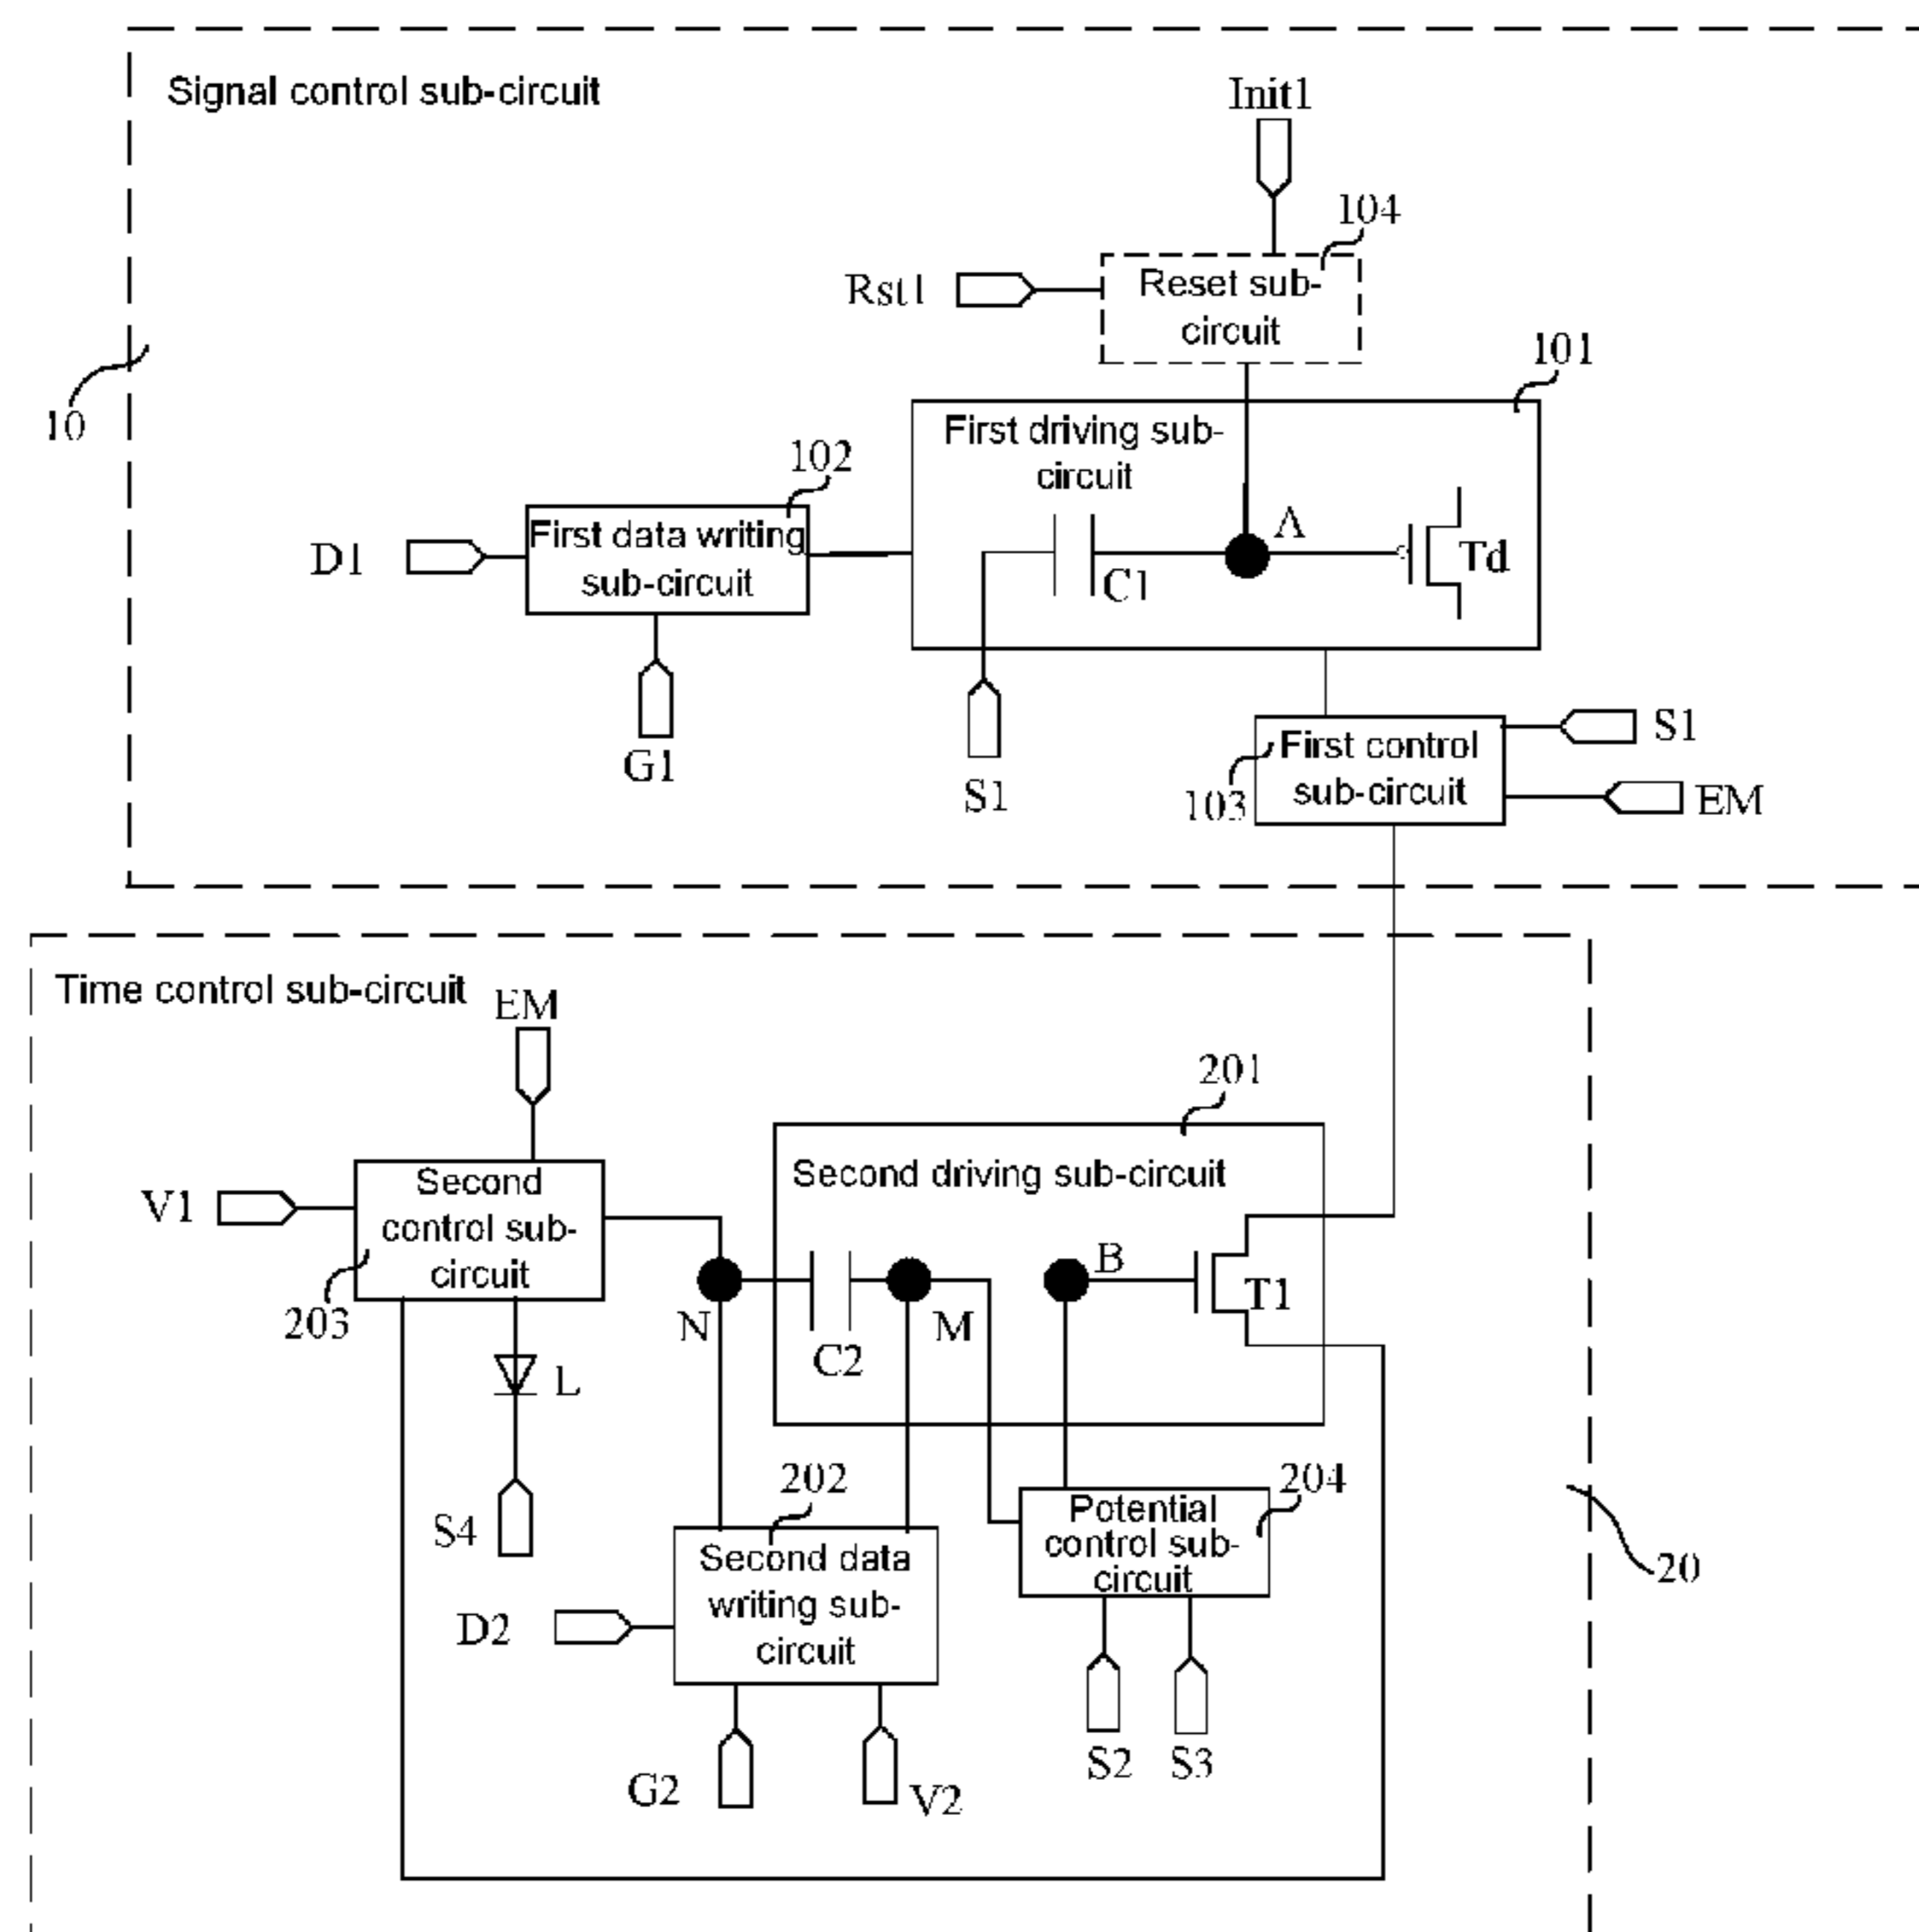 Signal control sub-circuit
Init1
104
Rst1
Reset sub-
circuit
101
10
First driving sub-
circuit
102
First data writing
sub-circuit
D1
A
C1
Td
G1
S1
First control
sub-circuit
103
S1
EM
Time control sub-circuit
EM
201
V1
Second
control sub-
circuit
203
Second driving sub-circuit
N
C2
M
B
T1
L
S4
202
204
Second data
writing sub-
circuit
Potential
control sub-
circuit
20
D2
G2
V2
S2
S3